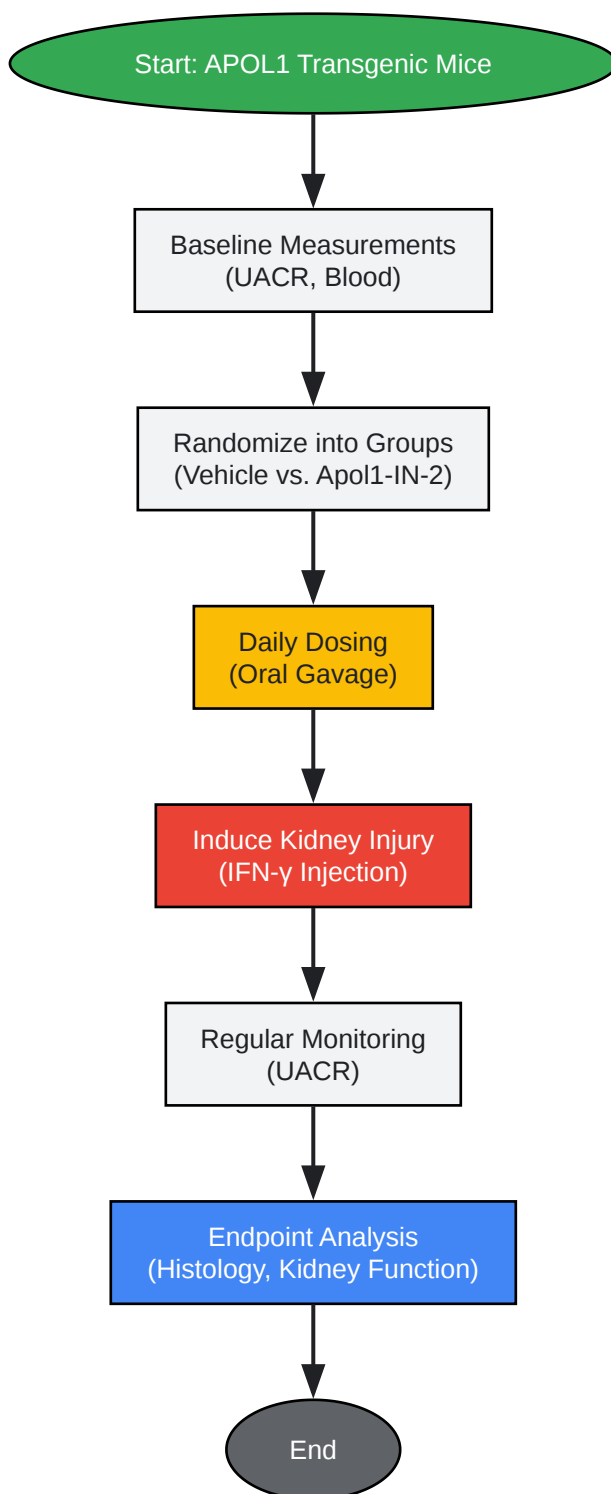 Start: APOL1 Transgenic Mice
Baseline Measurements
(UACR, Blood)
Randomize into Groups
(Vehicle vs. Apol1-IN-2)
Daily Dosing
(Oral Gavage)
Induce Kidney Injury
(IFN-γ Injection)
Regular Monitoring
(UACR)
Endpoint Analysis
(Histology, Kidney Function)
End